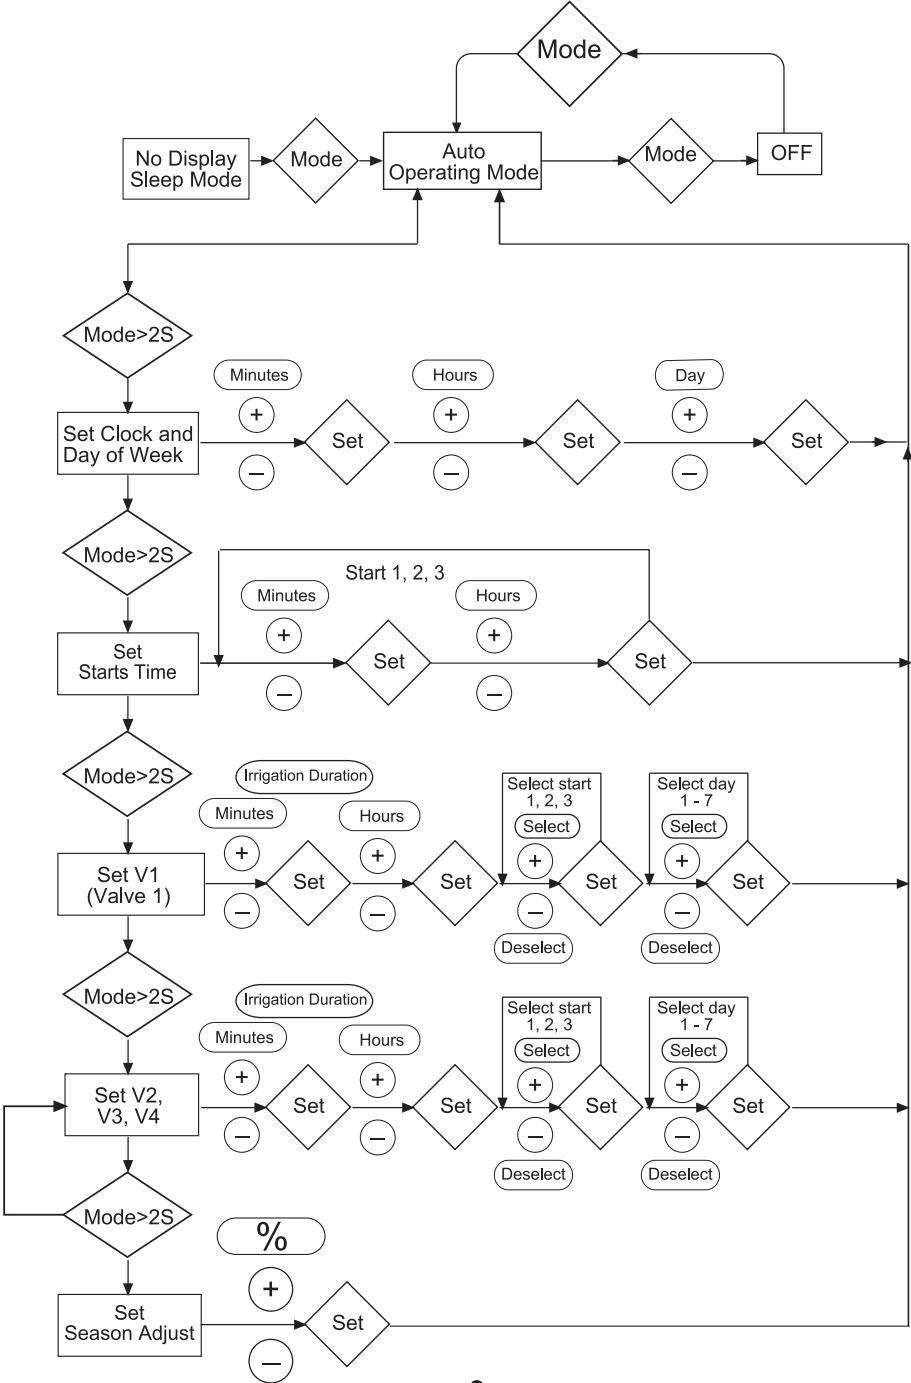 Mode
No Display
Sleep Mode
Mode
Auto
Operating Mode
Mode
OFF
Mode>2S
Minutes
Hours
Day
+
+
+
Set Clock and
Day of Week
Set
Set
Set
–
–
–
Mode>2S
Start 1, 2, 3
Minutes
Hours
+
+
Set
Starts Time
Set
Set
–
–
Mode>2S
Irrigation Duration
Minutes
Hours
Select start
1, 2, 3
Select
Select day
1 - 7
Select
+
+
+
+
Set V1
(Valve 1)
Set
Set
Set
Set
–
–
–
–
Deselect
Deselect
Mode>2S
Irrigation Duration
Minutes
Hours
Select start
1, 2, 3
Select
Select day
1 - 7
Select
+
+
+
+
Set V2,
V3, V4
Set
Set
Set
Set
–
–
–
–
Deselect
Deselect
Mode>2S
%
+
Set
Season Adjust
Set
–